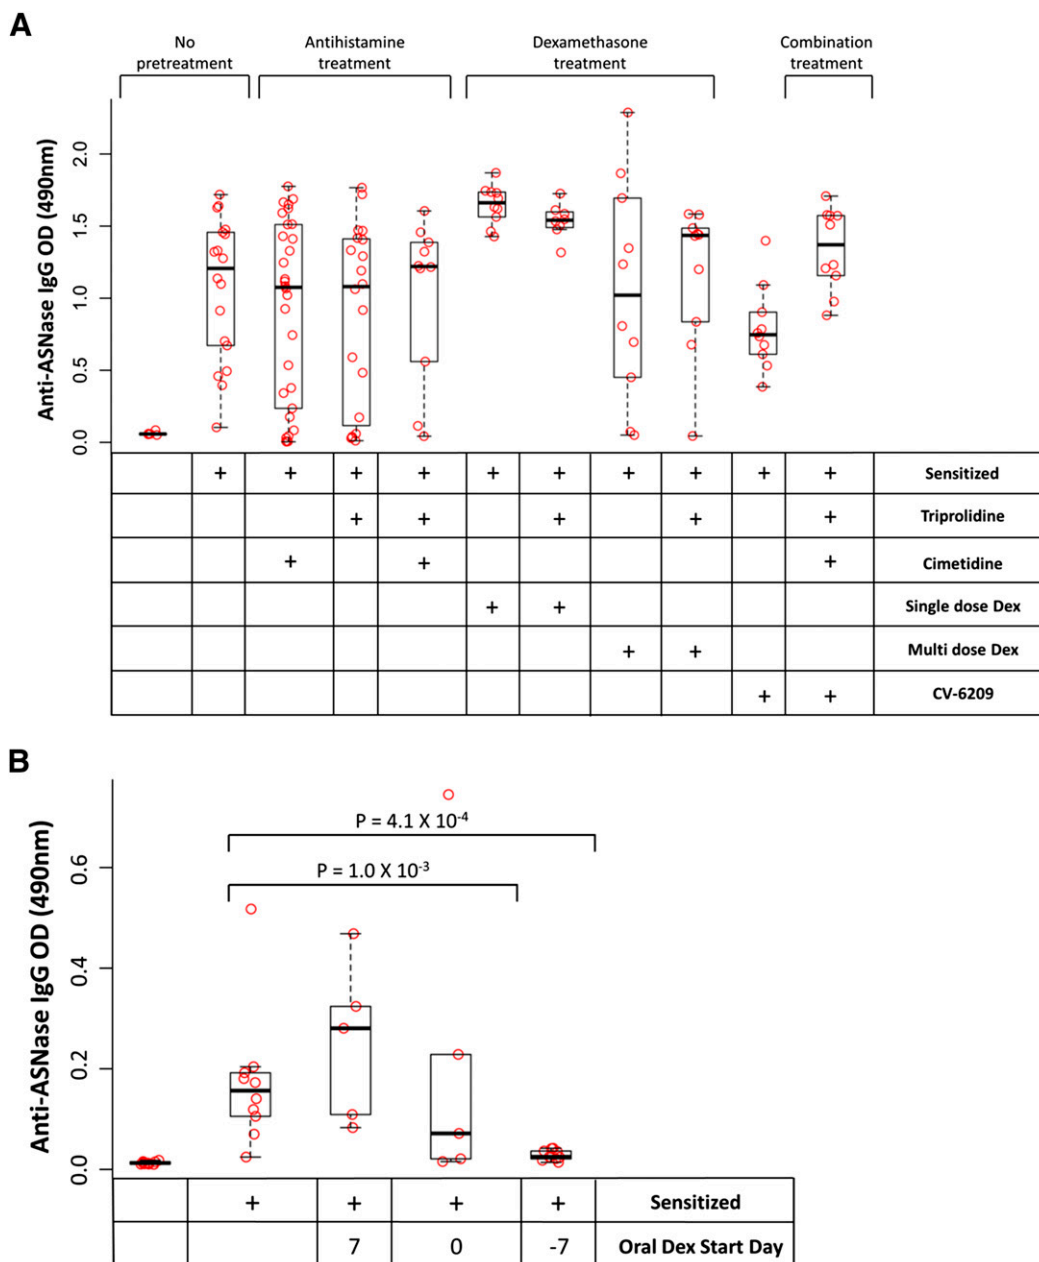 A
No
pretreatment
Antihistamine
treatment
Dexamethasone
treatment
Combination
treatment
Anti-ASNase IgG OD (490nm)
2.0
1.5
1.0
0.5
0.0
+ + + + + + + + + + Sensitized
+ + + + + Triprolidine
+ + + Cimetidine
+ + Single dose Dex
+ + Multi dose Dex
+ + CV-6209
B
Anti-ASNase IgG OD (490nm)
P = 4.1 X 10-4
P = 1.0 X 10-3
0.6
0.4
0.2
0.0
+ + + + Sensitized
7 0 -7 Oral Dex Start Day